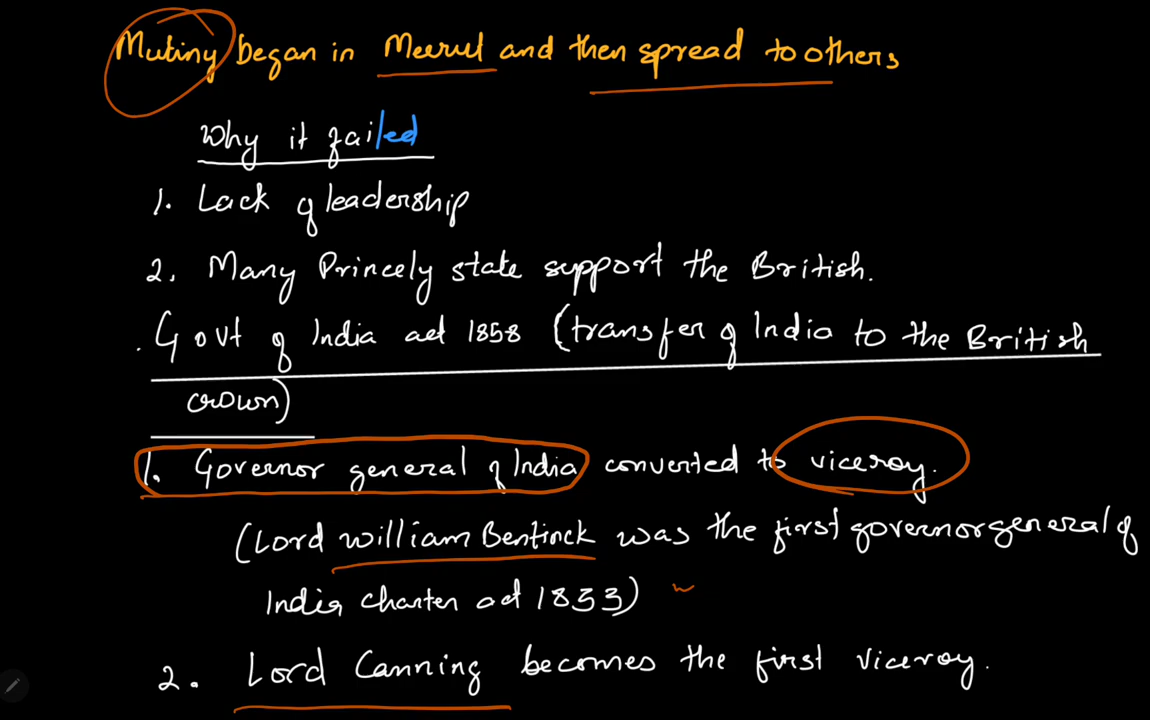 Mutiny began in Meerut and then spread to others
Why it failed
1. Lack of leadership
2. Many Princely state support the British.
Govt of India act 1858 (transfer of India to the British
crown)
1. Governor general of India converted to viceroy.
(Lord william Bentinck was the first governor general of
India charter act 1833)
2. Lord Canning becomes the first viceroy.